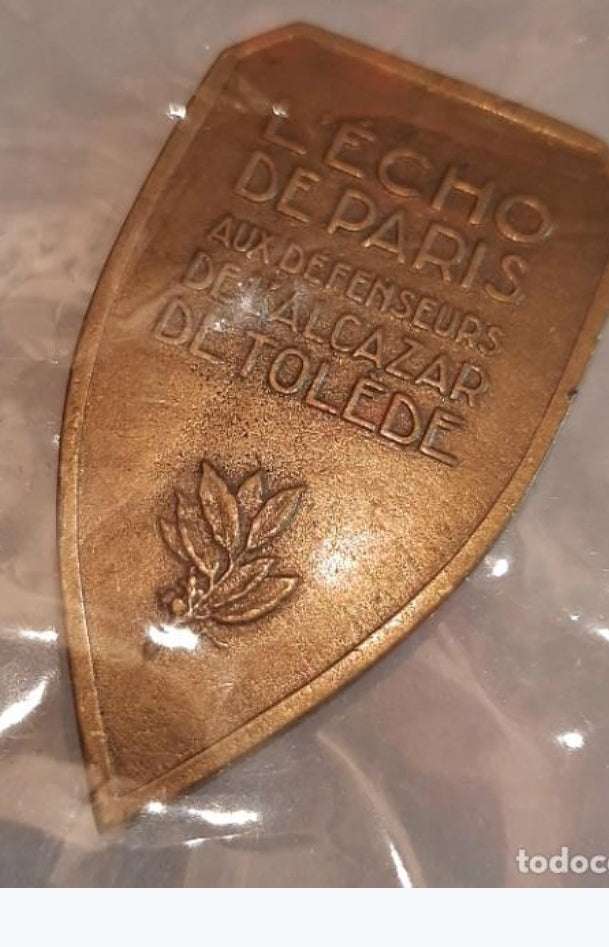 L'ÉCHO
DE PARIS
AUX DÉFENSEURS
DE L'ALCAZAR
DE TOLÈDE
todoc